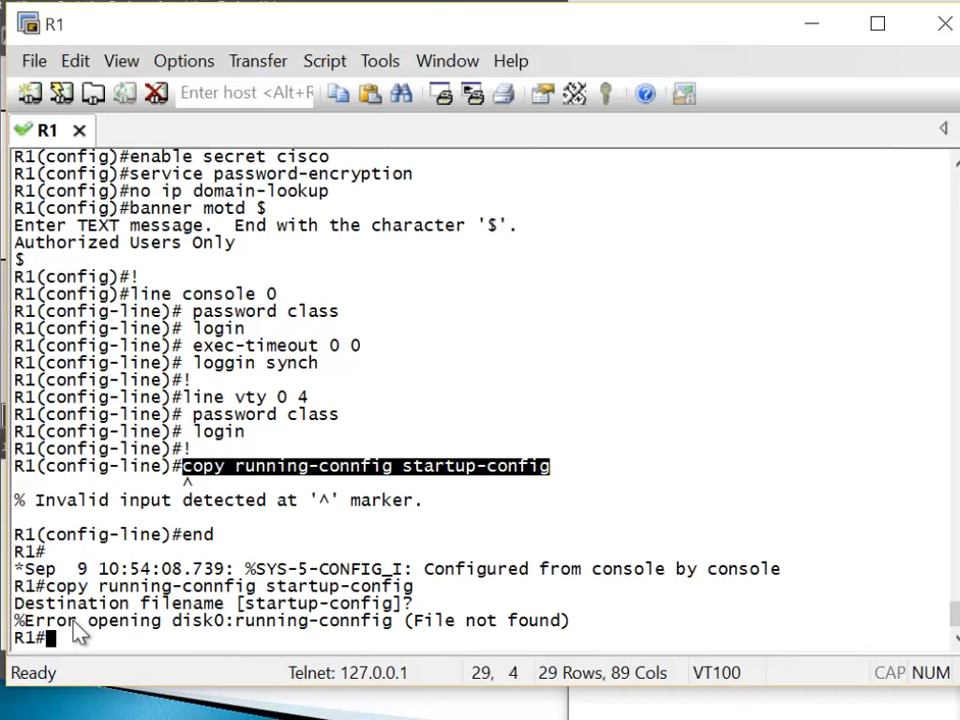 R1
File Edit View Options Transfer Script Tools Window Help
Enter host <Alt+R
R1
R1(config)#enable secret cisco
R1(config)#service password-encryption
R1(config)#no ip domain-lookup
R1(config)#banner motd $
Enter TEXT message.  End with the character '$'.
Authorized Users Only
$
R1(config)#!
R1(config)#line console 0
R1(config-line)# password class
R1(config-line)# login
R1(config-line)# exec-timeout 0 0
R1(config-line)# loggin synch
R1(config-line)#!
R1(config)#line vty 0 4
R1(config-line)# password class
R1(config-line)# login
R1(config-line)#!
R1(config-line)#copy running-connfig startup-config
^
% Invalid input detected at '^' marker.
R1(config-line)#end
R1#
*Sep  9 10:54:08.739: %SYS-5-CONFIG_I: Configured from console by console
R1#copy running-connfig startup-config
Destination filename [startup-config]?
%Error opening disk0:running-connfig (File not found)
R1#
Ready Telnet: 127.0.0.1 29, 4 29 Rows, 89 Cols VT100 CAP NUM